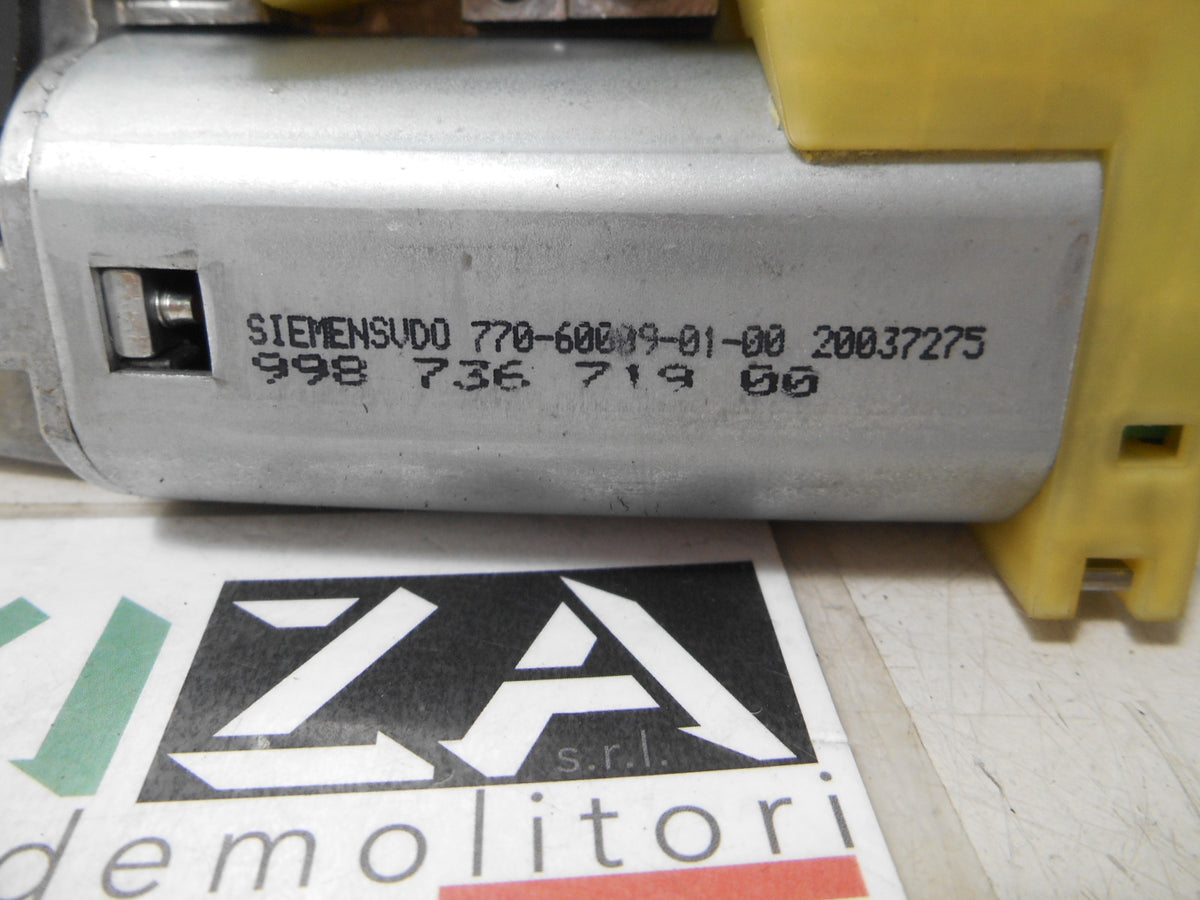 SIEMENSVDO 770-60009-01-00 20037275
998 736 719 00
ZA
s.r.l.
demolitori